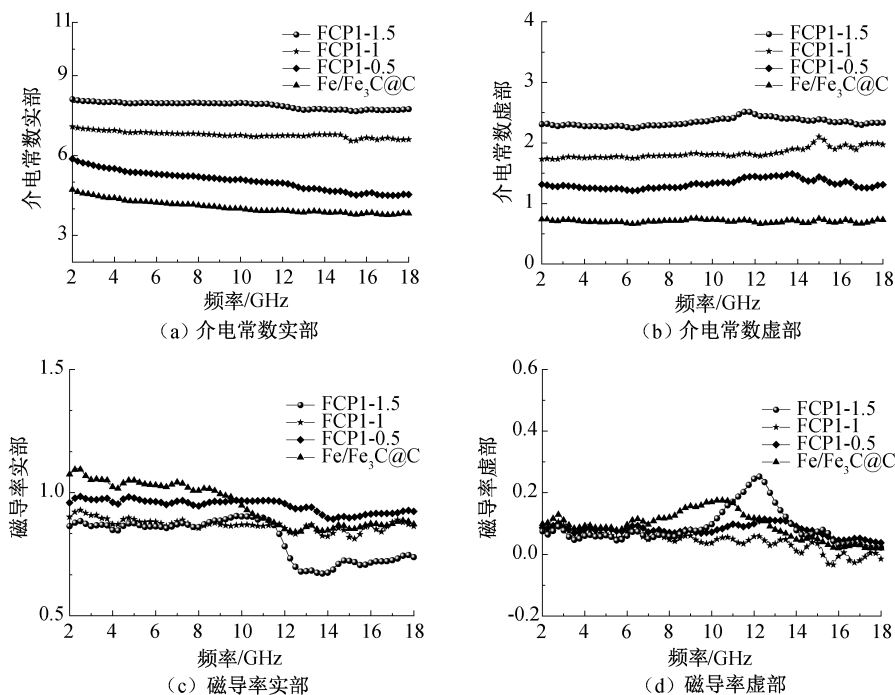 11
8
6
3
介电常数实部
FCP1-1.5
FCP1-1
FCP1-0.5
Fe/Fe₃C@C
2 4 6 8 10 12 14 16 18
频率/GHz
(a) 介电常数实部
4
3
2
1
0
介电常数虚部
FCP1-1.5
FCP1-1
FCP1-0.5
Fe/Fe₃C@C
2 4 6 8 10 12 14 16 18
频率/GHz
(b) 介电常数虚部
1.5
1.0
0.5
磁导率实部
FCP1-1.5
FCP1-1
FCP1-0.5
Fe/Fe₃C@C
2 4 6 8 10 12 14 16 18
频率/GHz
(c) 磁导率实部
0.6
0.4
0.2
0.0
-0.2
磁导率虚部
FCP1-1.5
FCP1-1
FCP1-0.5
Fe/Fe₃C@C
2 4 6 8 10 12 14 16 18
频率/GHz
(d) 磁导率虚部